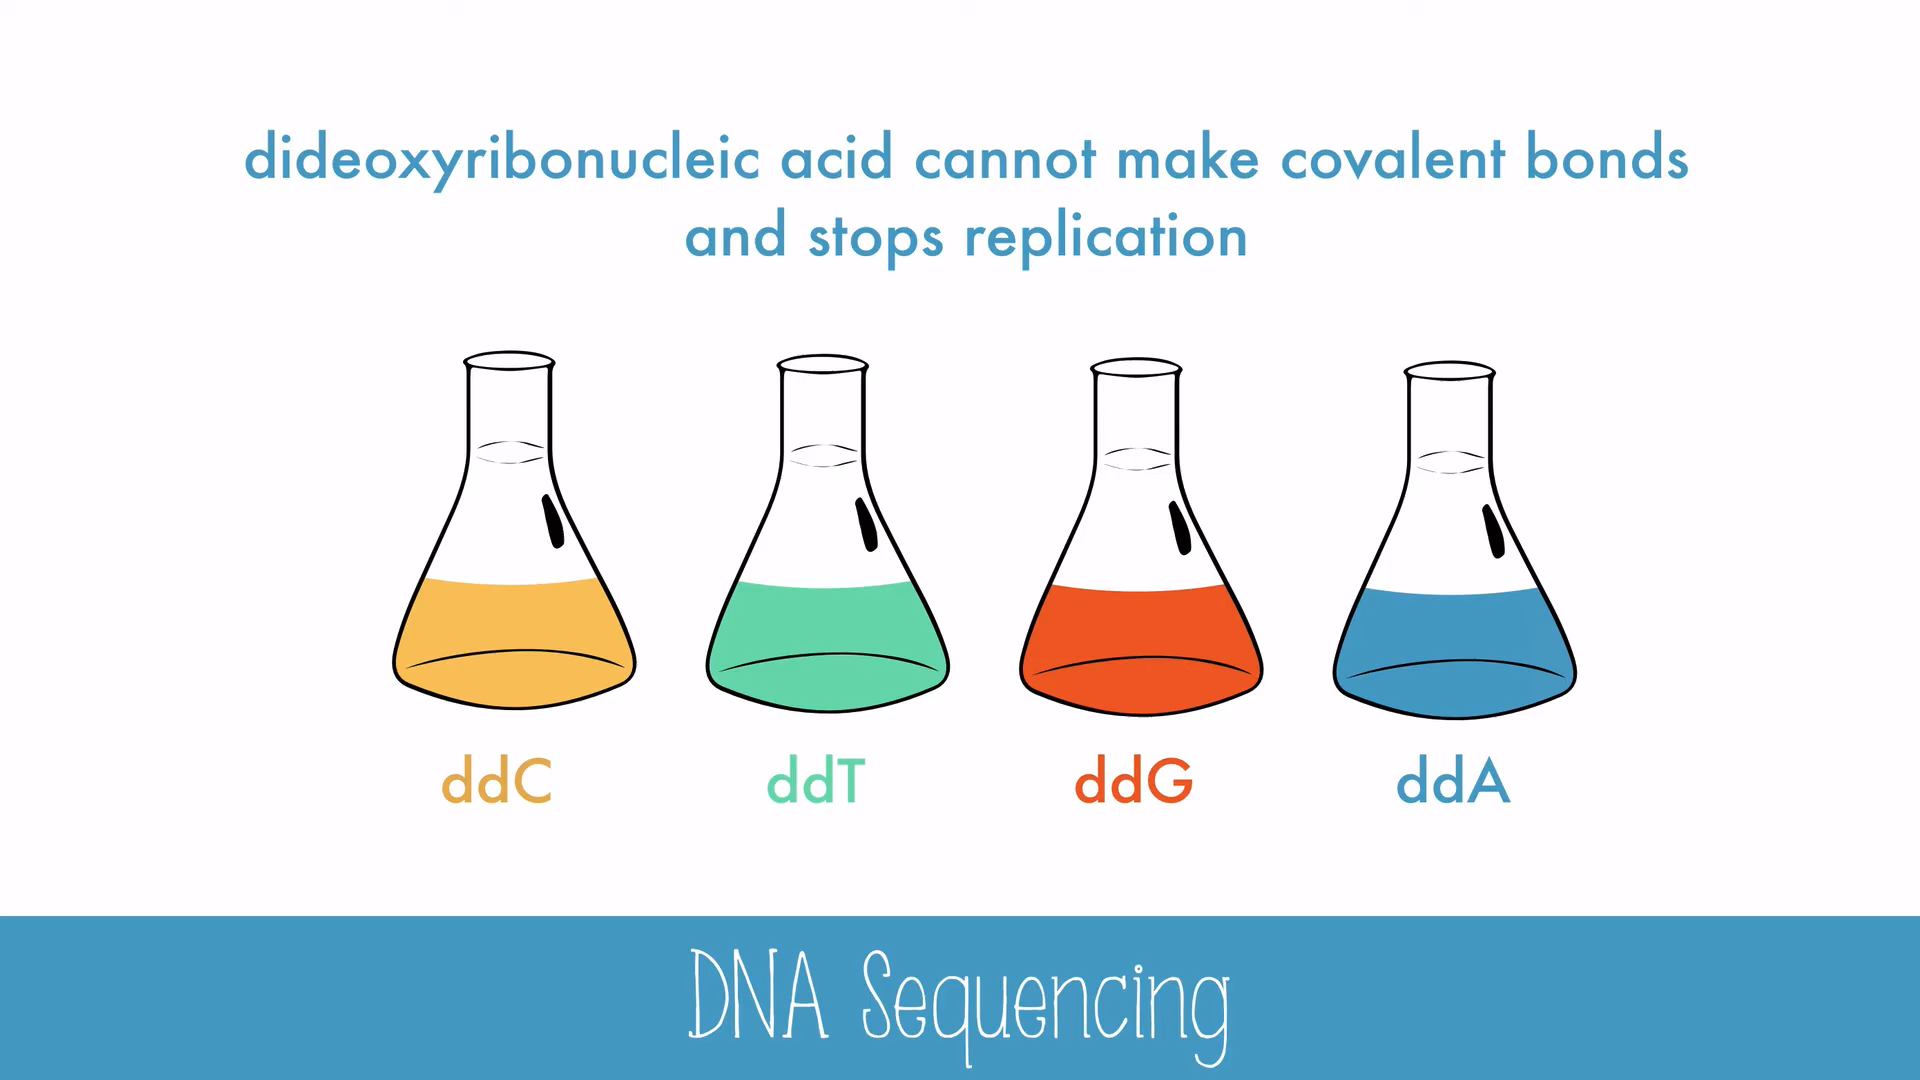 dideoxyribonucleic acid cannot make covalent bonds
and stops replication
ddC ddT ddG ddA
DNA Sequencing